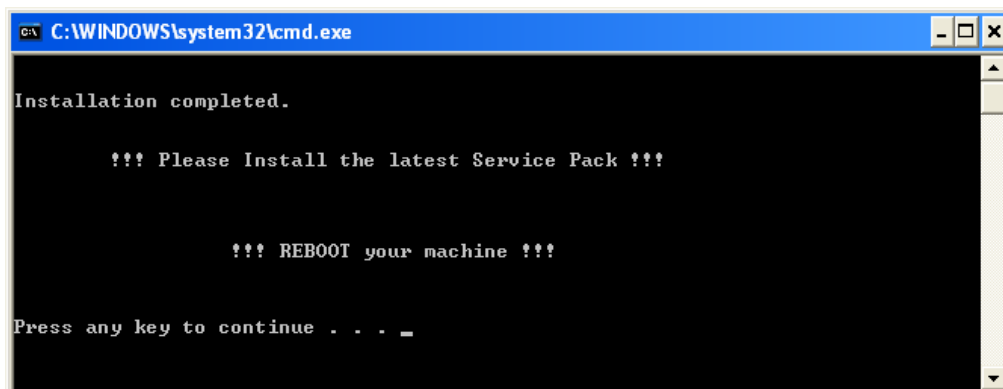 C:\WINDOWS\system32\cmd.exe
Installation completed.
!!! Please Install the latest Service Pack !!!
!!! REBOOT your machine !!!
Press any key to continue . . . _